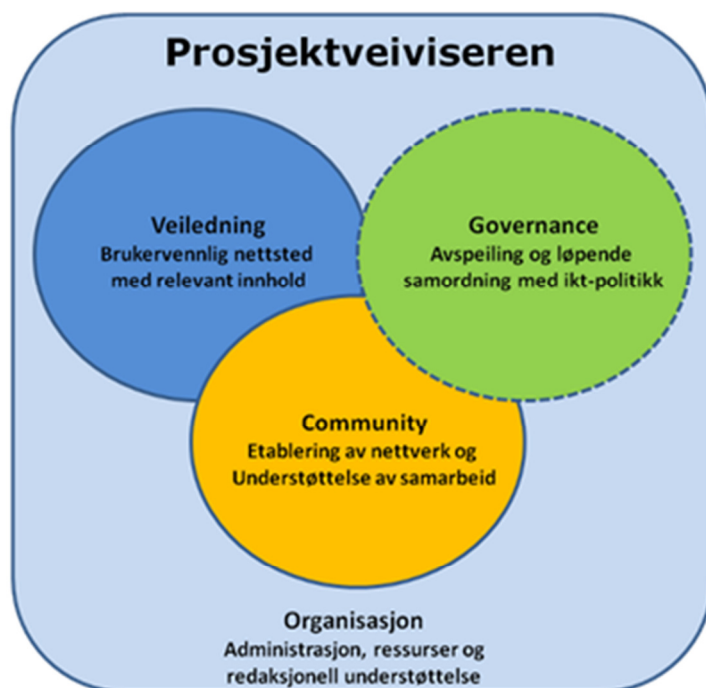 Prosjektveiviseren
Veiledning
Brukervennlig nettsted
med relevant innhold
Governance
Avspeiling og løpende
samordning med ikt-politikk
Community
Etablering av nettverk og
Understøttelse av samarbeid
Organisasjon
Administrasjon, ressurser og
redaksjonell understøttelse